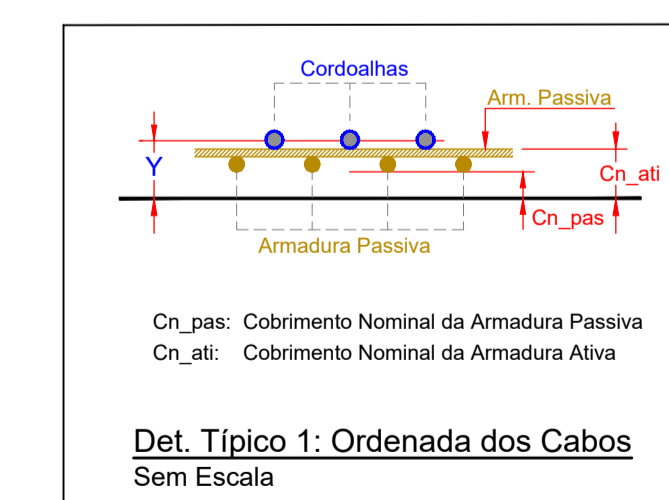 Cordoalhas
Arm. Passiva
Y
Cn_ati
Cn_pas
Armadura Passiva
Cn_pas: Cobrimento Nominal da Armadura Passiva
Cn_ati: Cobrimento Nominal da Armadura Ativa
Det. Típico 1: Ordenada dos Cabos
Sem Escala